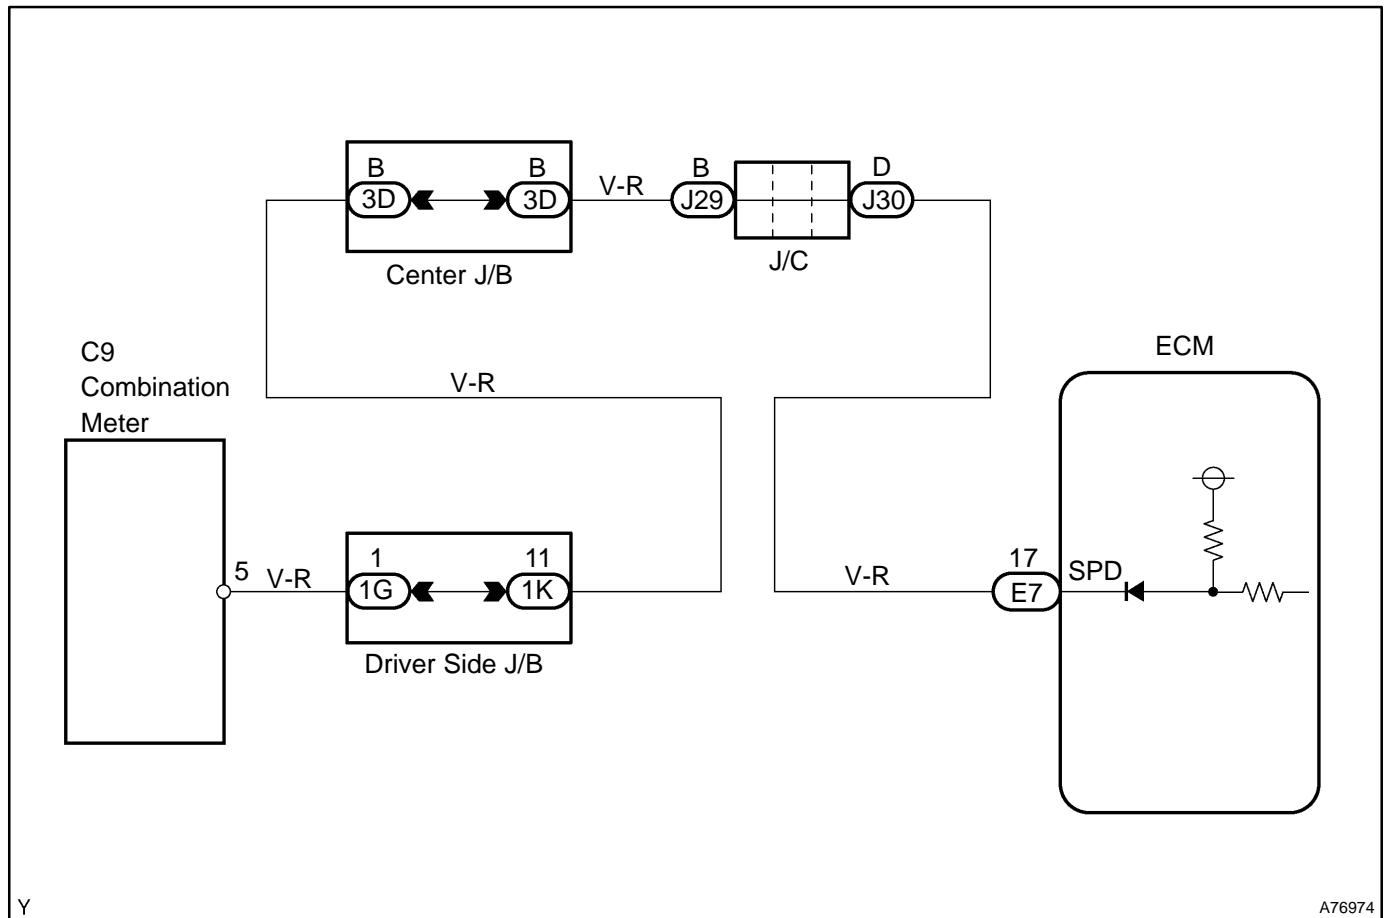 B
B
3D
3D
V-R
B
D
J29
J30
Center J/B
J/C
C9
Combination
Meter
V-R
ECM
5
V-R
1
11
1G
1K
Driver Side J/B
V-R
17
E7
SPD
Y
A76974